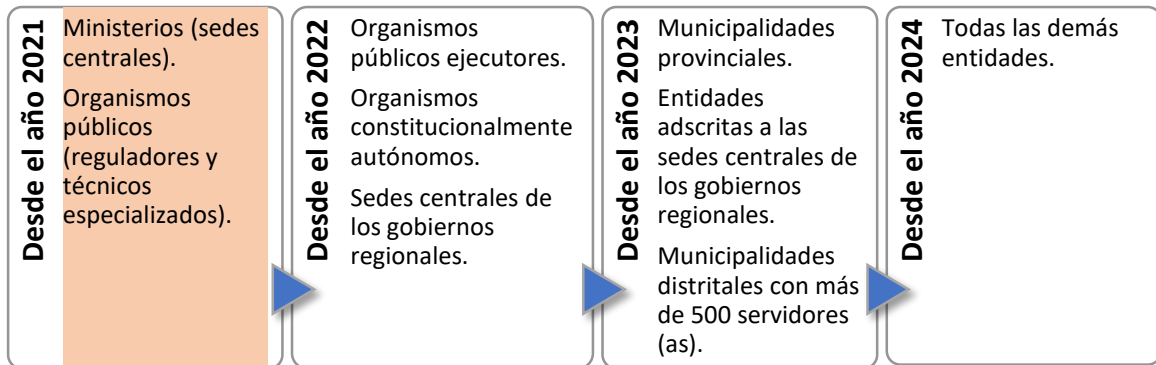 Desde el año 2021
Ministerios (sedes
centrales).
Organismos
públicos
(reguladores y
técnicos
especializados).
Desde el año 2022
Organismos
públicos ejecutores.
Organismos
constitucionalmente
autónomos.
Sedes centrales de
los gobiernos
regionales.
Desde el año 2023
Municipalidades
provinciales.
Entidades
adscritas a las
sedes centrales de
los gobiernos
regionales.
Municipalidades
distritales con más
de 500 servidores
(as).
Desde el año 2024
Todas las demás
entidades.